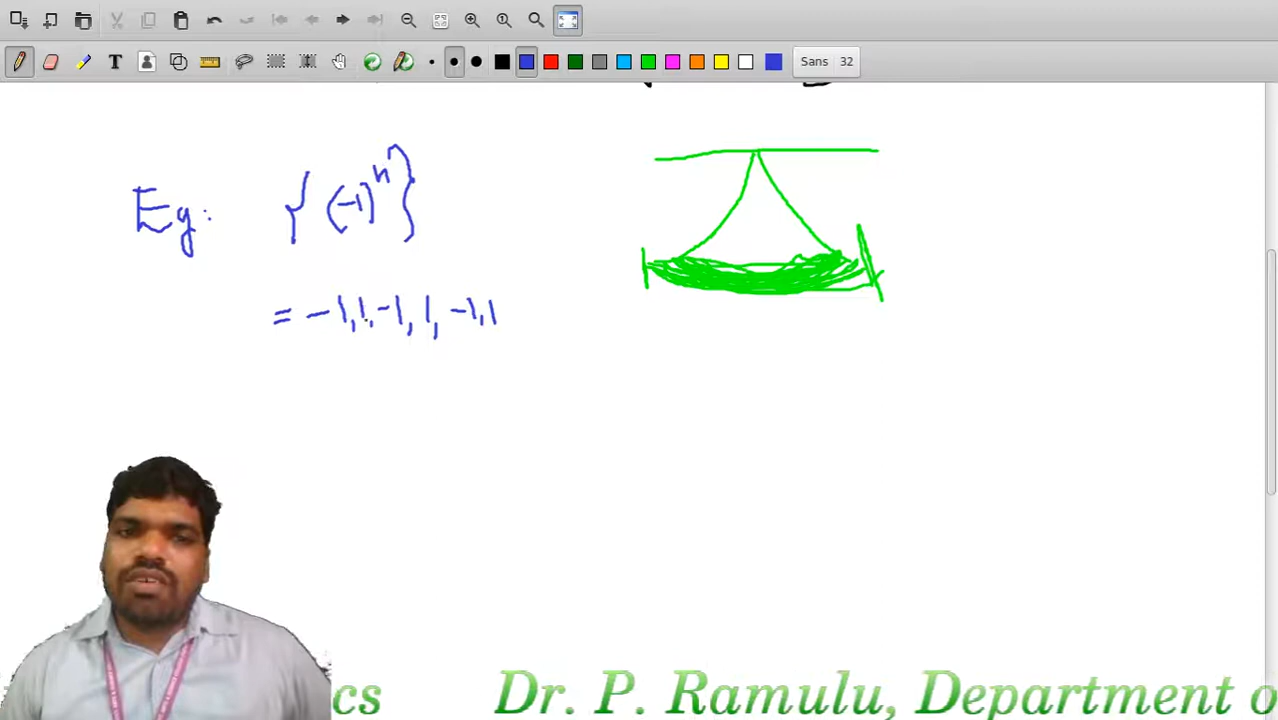 Sans 32
Eg: {(-1)^n}
= -1, 1, -1, 1, -1, 1
cs Dr. P. Ramulu, Department o